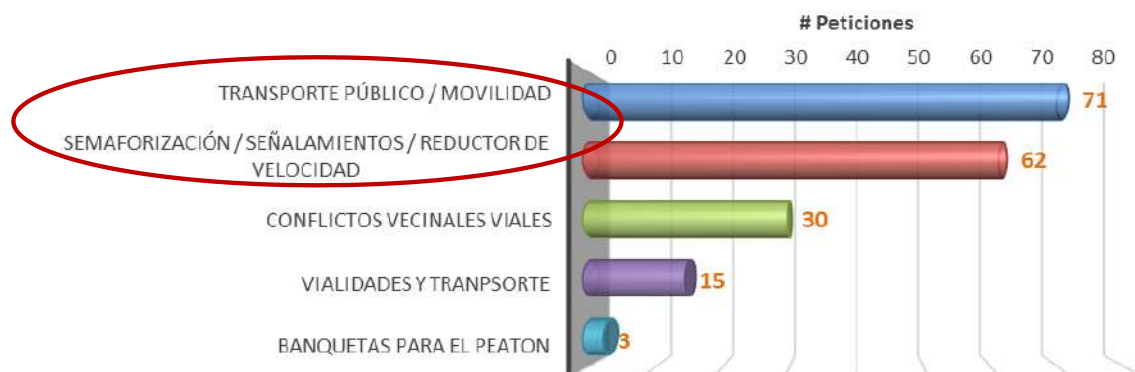 # Peticiones
0 10 20 30 40 50 60 70 80
TRANSPORTE PÚBLICO / MOVILIDAD 71
SEMAFORIZACIÓN / SEÑALAMIENTOS / REDUCTOR DE
VELOCIDAD 62
CONFLICTOS VECINALES VIALES 30
VIALIDADES Y TRANPSORTE 15
BANQUETAS PARA EL PEATON 3